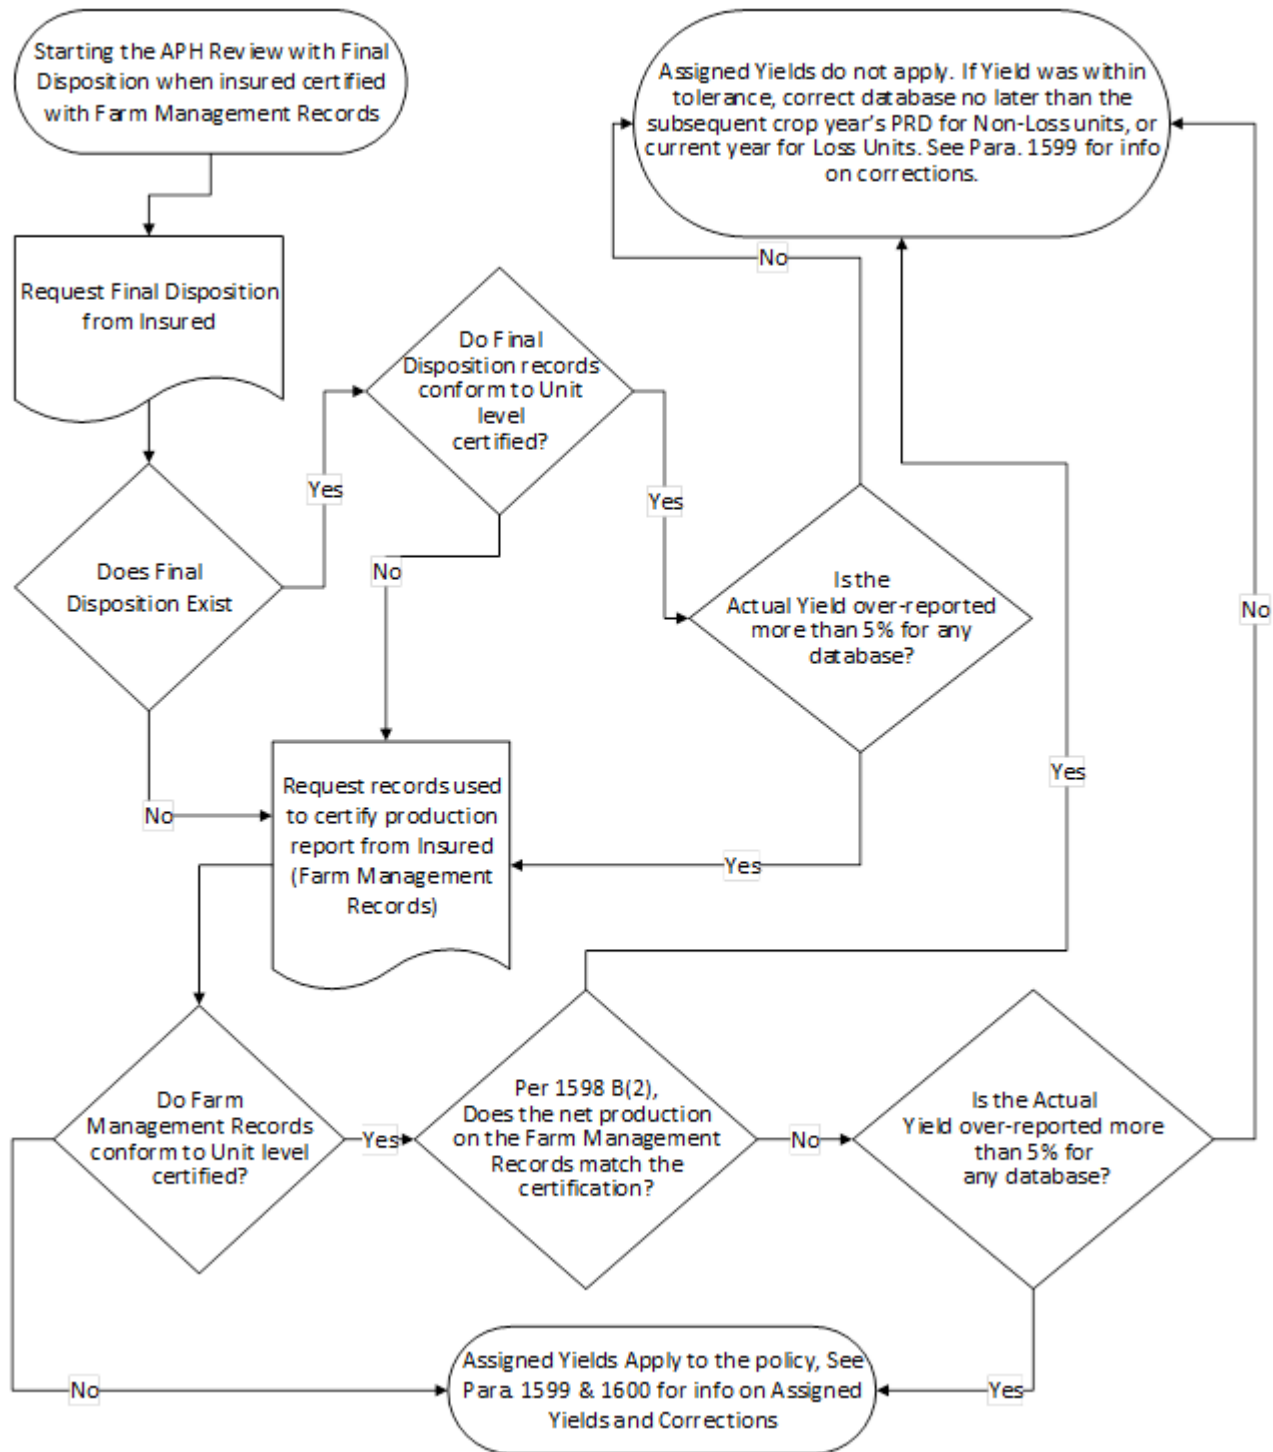 Starting the APH Review with Final
Disposition when insured certified
with Farm Management Records
Assigned Yields do not apply. If Yield was within
tolerance, correct database no later than the
subsequent crop year's PRD for Non-Loss units, or
current year for Loss Units. See Para. 1599 for info
on corrections.
No
Request Final Disposition
from Insured
Do Final
Disposition records
conform to Unit
level
certified?
Yes
Yes
No
Does Final
Disposition Exist
Is the
Actual Yield over-reported
more than 5% for any
database?
No
No
Request records used
to certify production
report from Insured
(Farm Management
Records)
Yes
Yes
Do Farm
Management Records
conform to Unit level
certified?
Yes
Per 1598 B(2),
Does the net production
on the Farm Management
Records match the
certification?
No
Is the Actual
Yield over-reported more
than 5% for
any database?
No
Assigned Yields Apply to the policy, See
Para. 1599 & 1600 for info on Assigned
Yields and Corrections
Yes